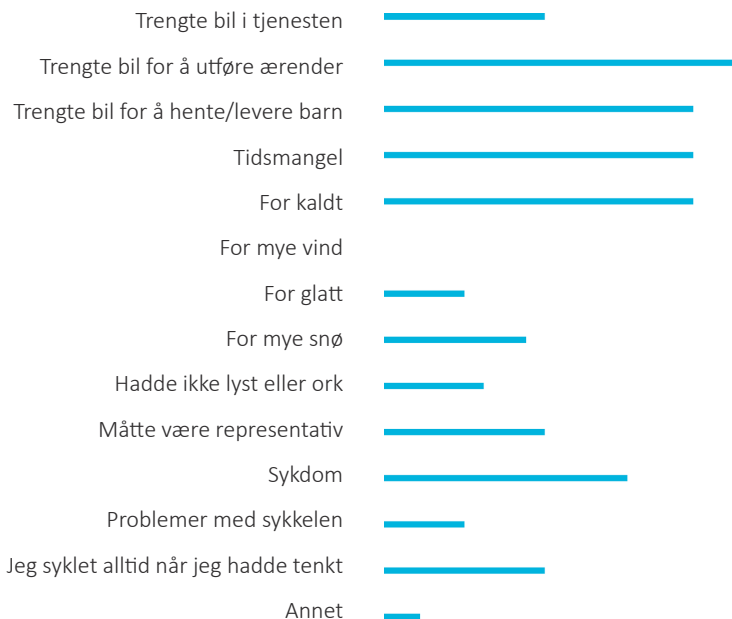 Trengte bil i tjenesten
Trengte bil for å utføre ærender
Trengte bil for å hente/levere barn
Tidsmangel
For kaldt
For mye vind
For glatt
For mye snø
Hadde ikke lyst eller ork
Måtte være representativ
Sykdom
Problemer med sykkelen
Jeg syklet alltid når jeg hadde tenkt
Annet